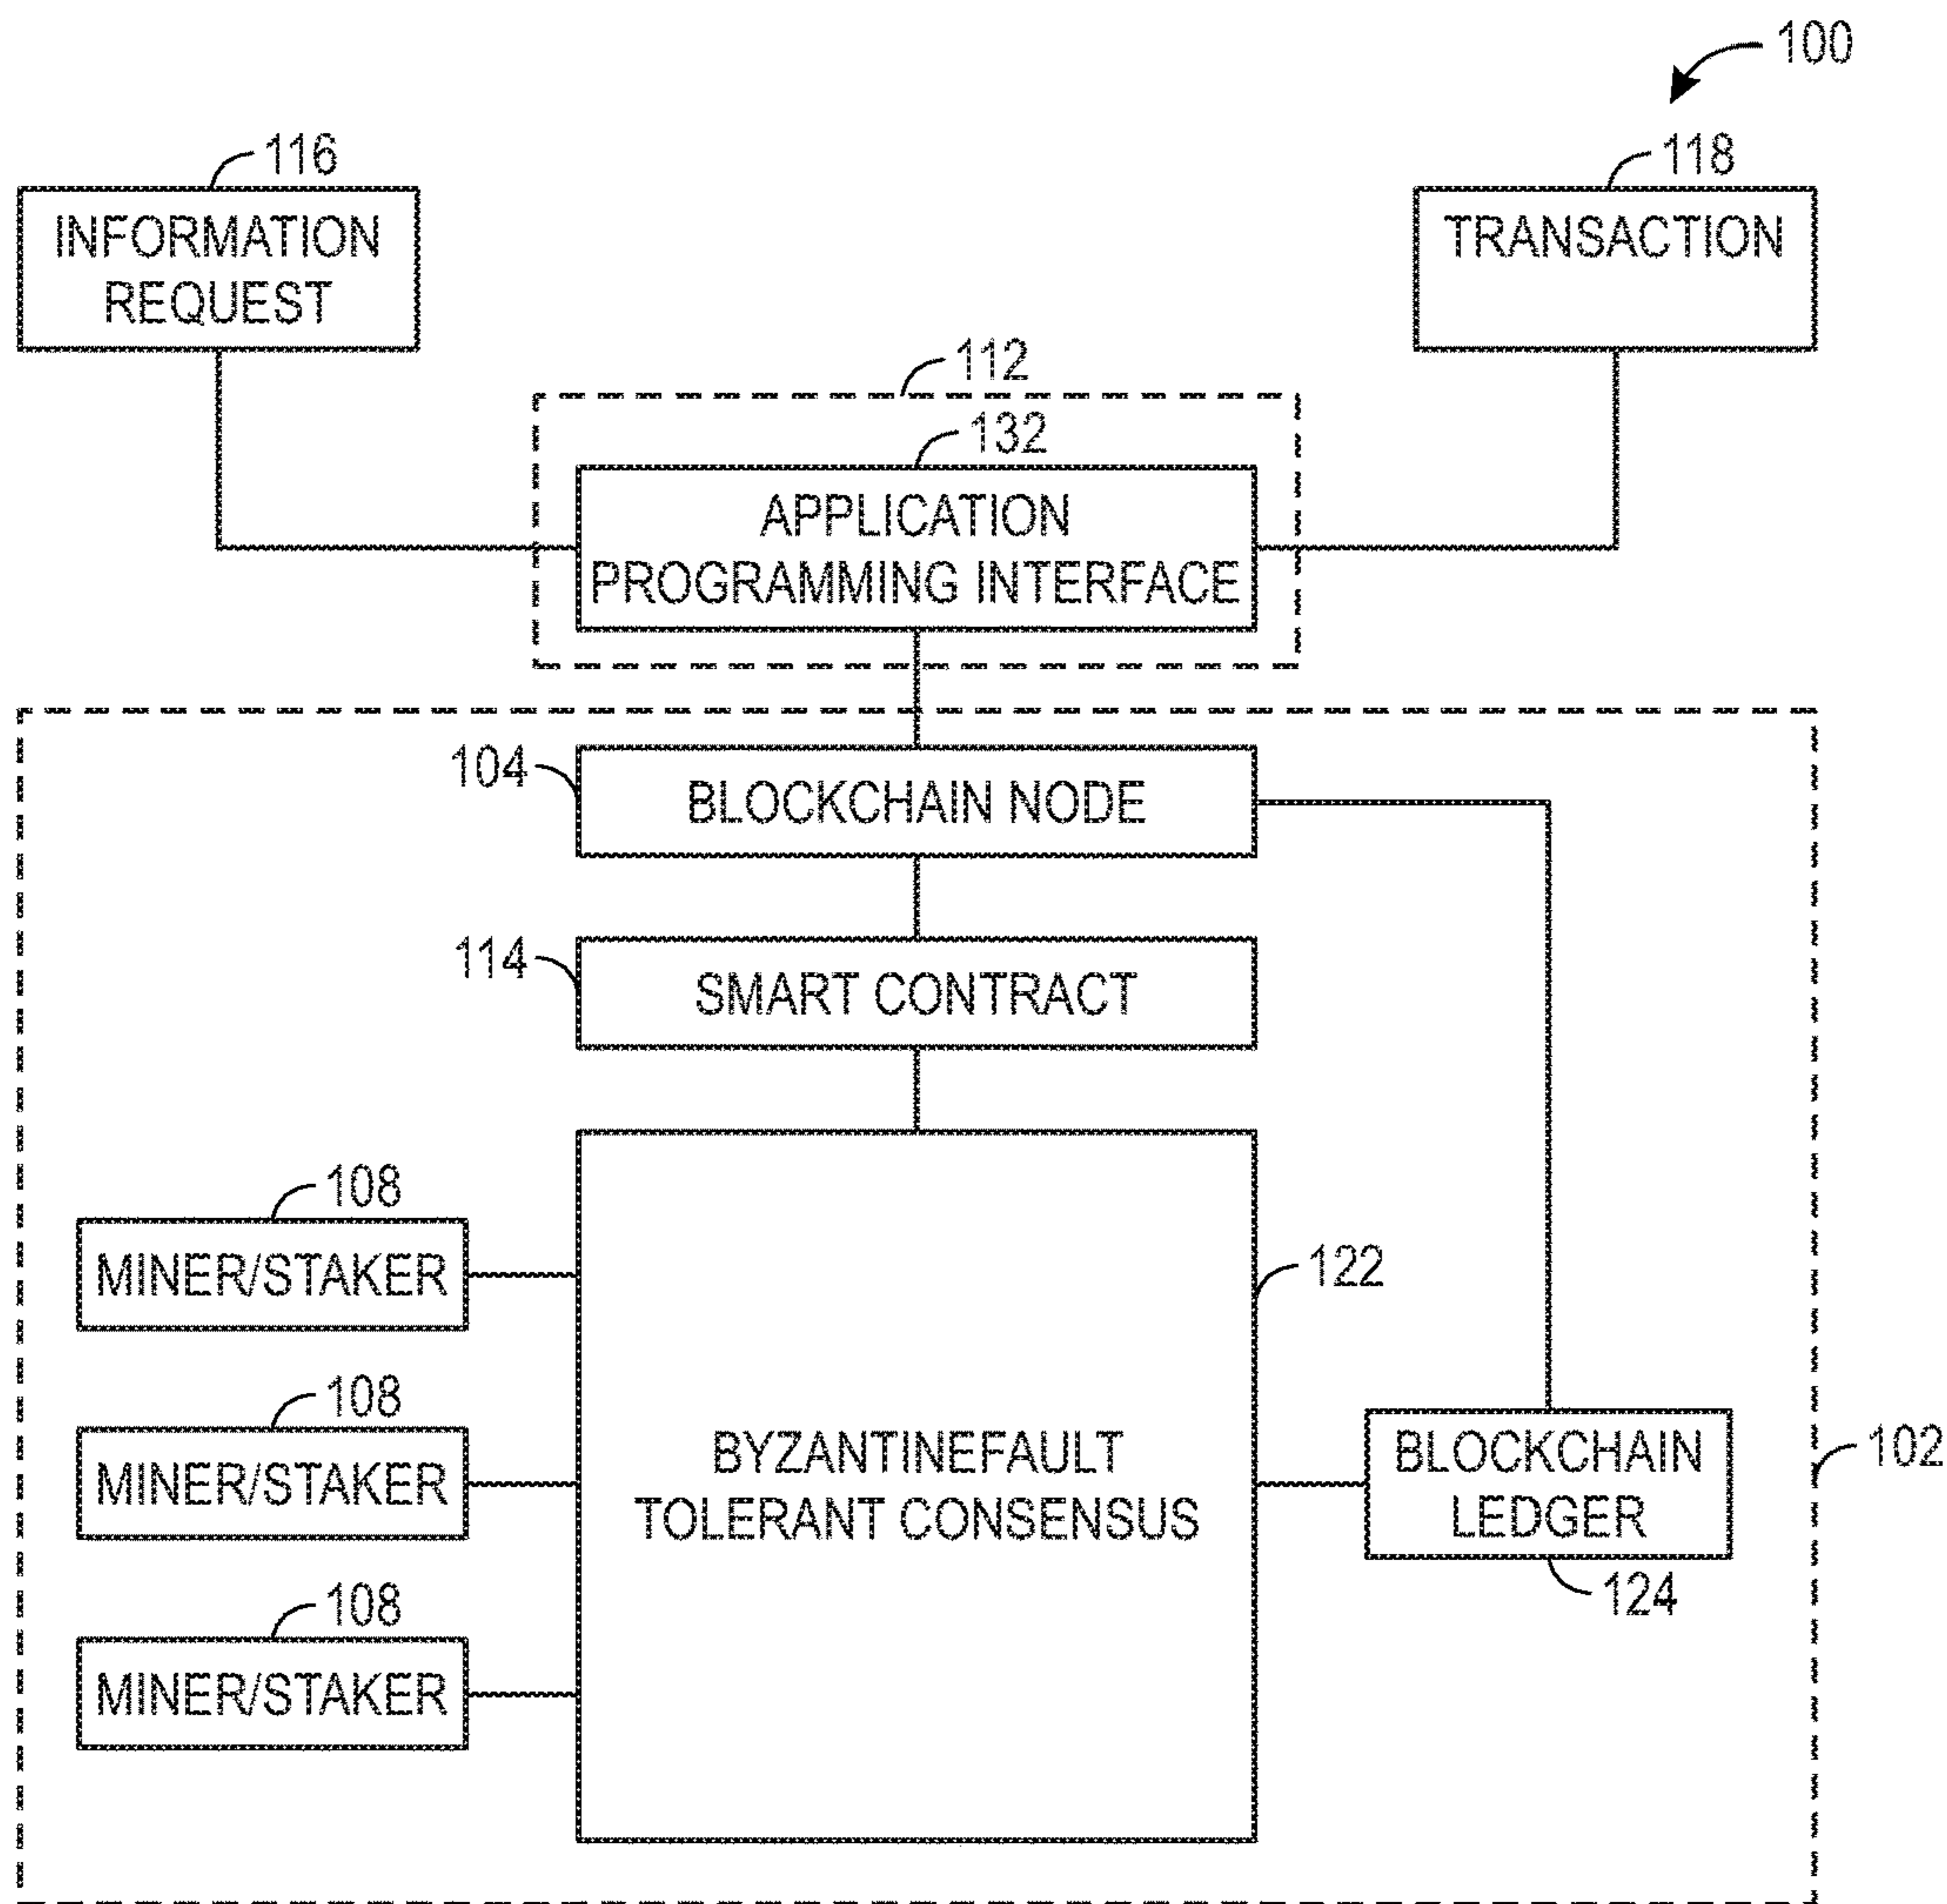 100
116
INFORMATION
REQUEST
118
TRANSACTION
112
132
APPLICATION
PROGRAMMING INTERFACE
104
BLOCKCHAIN NODE
114
SMART CONTRACT
108
MINER/STAKER
108
MINER/STAKER
108
MINER/STAKER
122
BYZANTINEFAULT
TOLERANT CONSENSUS
BLOCKCHAIN
LEDGER
124
102